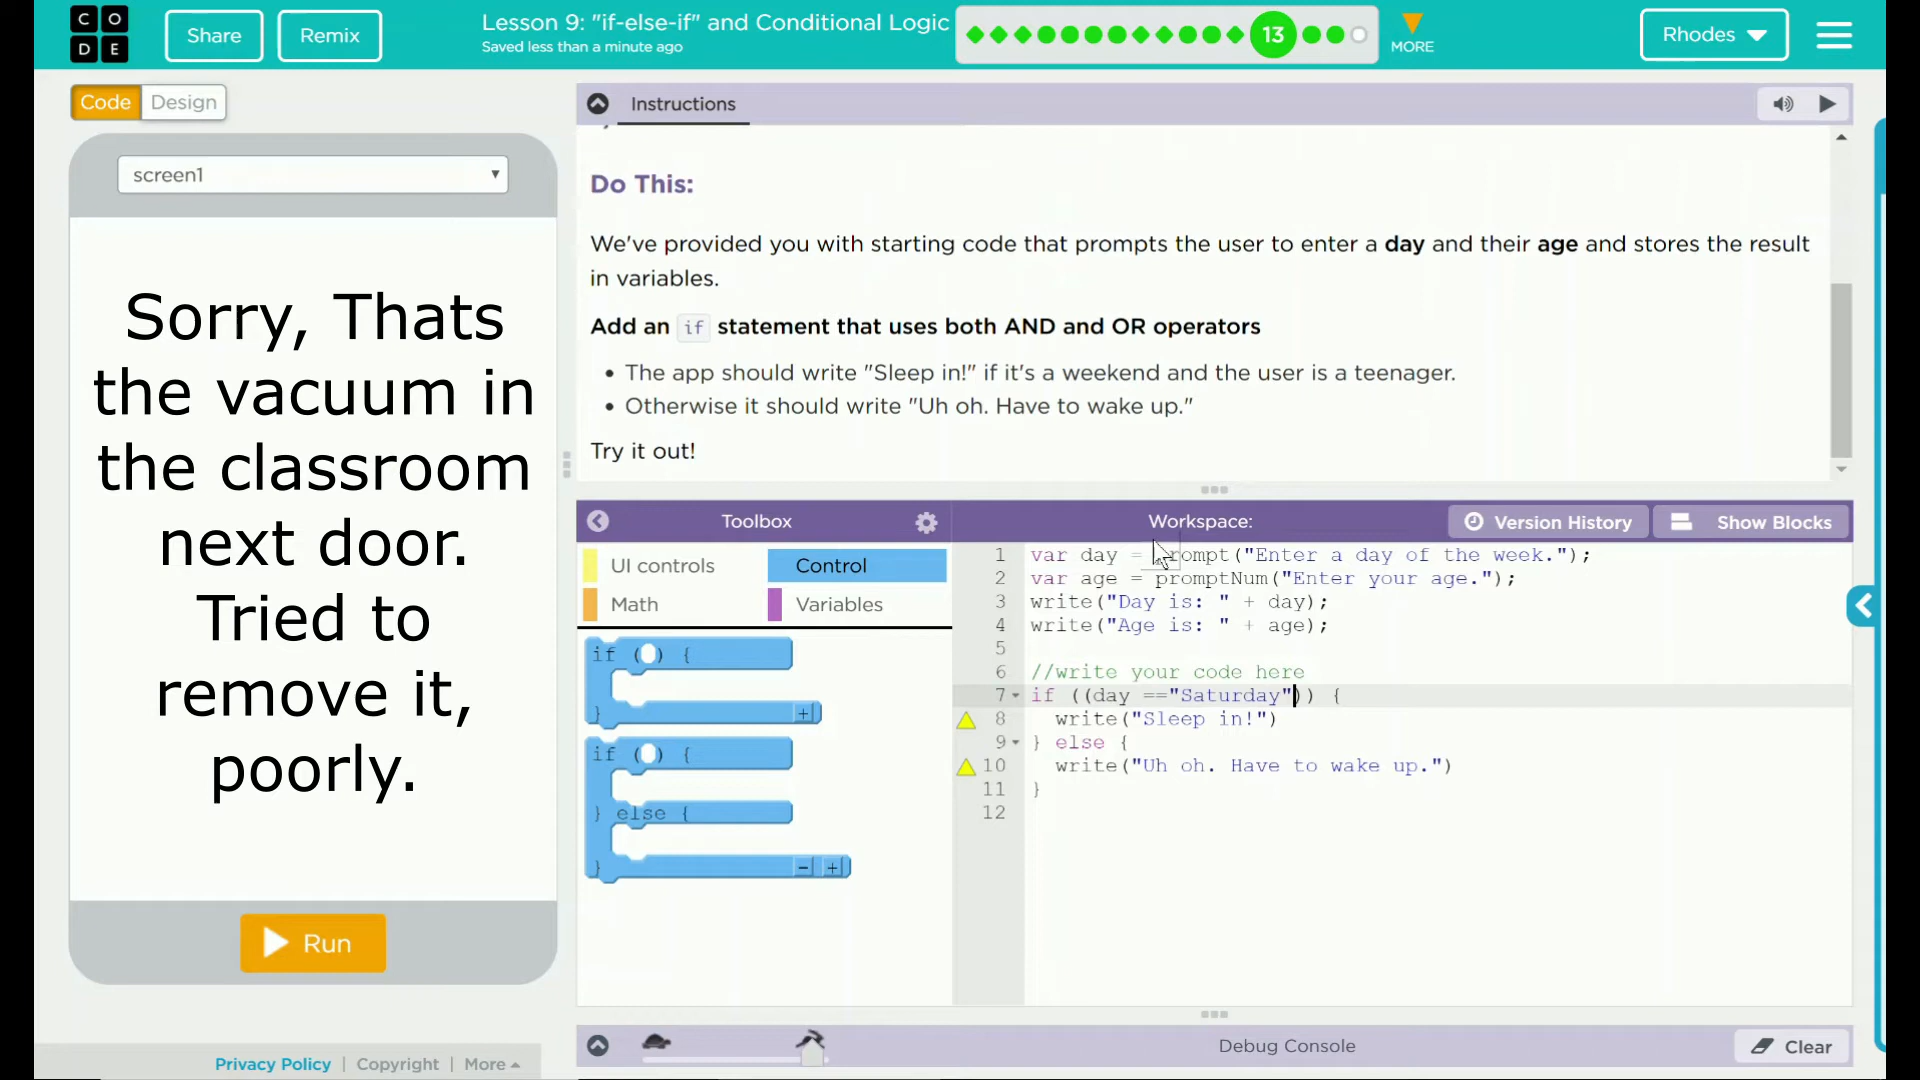 CODE
Share
Remix
Lesson 9: "if-else-if" and Conditional Logic
Saved less than a minute ago
13
MORE
Rhodes
Code
Design
screen1
Sorry, Thats
the vacuum in
the classroom
next door.
Tried to
remove it,
poorly.
Run
Privacy Policy | Copyright | More
Instructions
Do This:
We've provided you with starting code that prompts the user to enter a day and their age and stores the result
in variables.
Add an if statement that uses both AND and OR operators
• The app should write "Sleep in!" if it's a weekend and the user is a teenager.
• Otherwise it should write "Uh oh. Have to wake up."
Try it out!
Toolbox
UI controls
Control
Math
Variables
if ( ) {
} +
if ( ) {
} else {
} - +
Workspace:
Version History
Show Blocks
1 var day = prompt("Enter a day of the week.");
2 var age = promptNum("Enter your age.");
3 write("Day is: " + day);
4 write("Age is: " + age);
5
6 //write your code here
7 if ((day =="Saturday")) {
8 write("Sleep in!")
9 } else {
10 write("Uh oh. Have to wake up.")
11 }
12
Debug Console
Clear